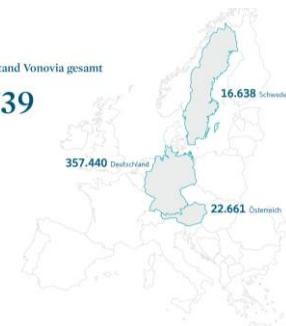 tand Vonovia gesamt
39
16.638 Schwede
357.440 Deutschland
22.661 Österreich